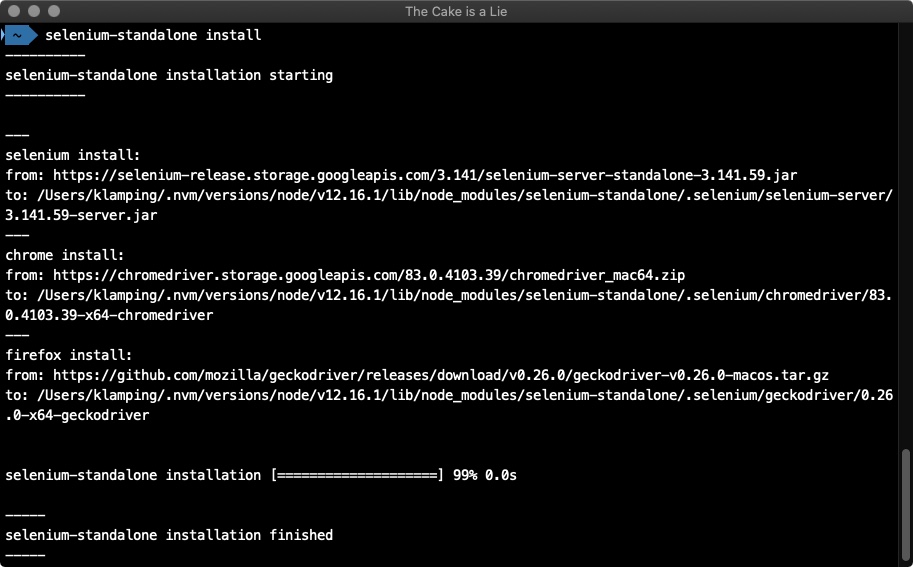 The Cake is a Lie
~ selenium-standalone install
----------
selenium-standalone installation starting
----------
---
selenium install:
from: https://selenium-release.storage.googleapis.com/3.141/selenium-server-standalone-3.141.59.jar
to: /Users/klamping/.nvm/versions/node/v12.16.1/lib/node_modules/selenium-standalone/.selenium/selenium-server/
3.141.59-server.jar
---
chrome install:
from: https://chromedriver.storage.googleapis.com/83.0.4103.39/chromedriver_mac64.zip
to: /Users/klamping/.nvm/versions/node/v12.16.1/lib/node_modules/selenium-standalone/.selenium/chromedriver/83.
0.4103.39-x64-chromedriver
---
firefox install:
from: https://github.com/mozilla/geckodriver/releases/download/v0.26.0/geckodriver-v0.26.0-macos.tar.gz
to: /Users/klamping/.nvm/versions/node/v12.16.1/lib/node_modules/selenium-standalone/.selenium/geckodriver/0.26
.0-x64-geckodriver
selenium-standalone installation [====================] 99% 0.0s
-----
selenium-standalone installation finished
-----